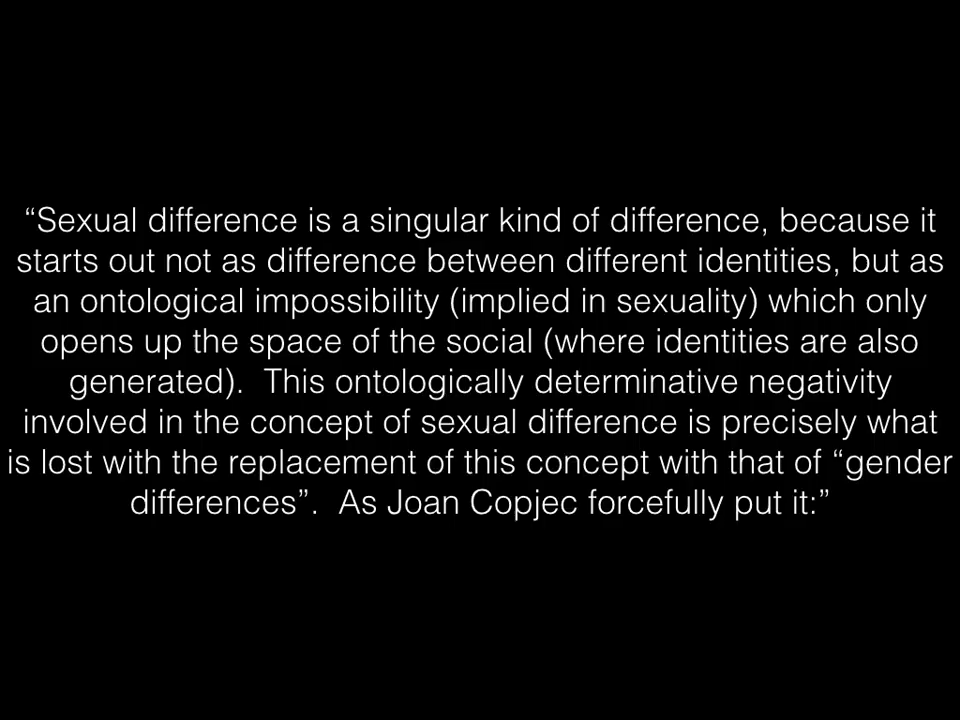 “Sexual difference is a singular kind of difference, because it
starts out not as difference between different identities, but as
an ontological impossibility (implied in sexuality) which only
opens up the space of the social (where identities are also
generated).  This ontologically determinative negativity
involved in the concept of sexual difference is precisely what
is lost with the replacement of this concept with that of “gender
differences”.  As Joan Copjec forcefully put it:”